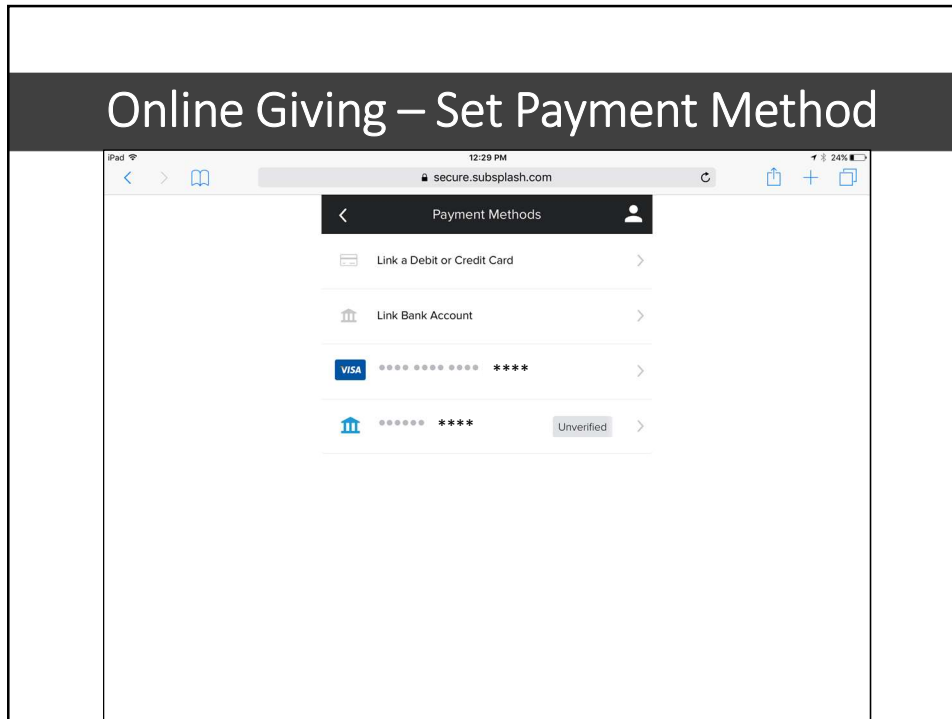 Online Giving – Set Payment Method
iPad 12:29 PM 24%
secure.subsplash.com
Payment Methods
Link a Debit or Credit Card
Link Bank Account
VISA •••• •••• •••• ****
•••••• **** Unverified